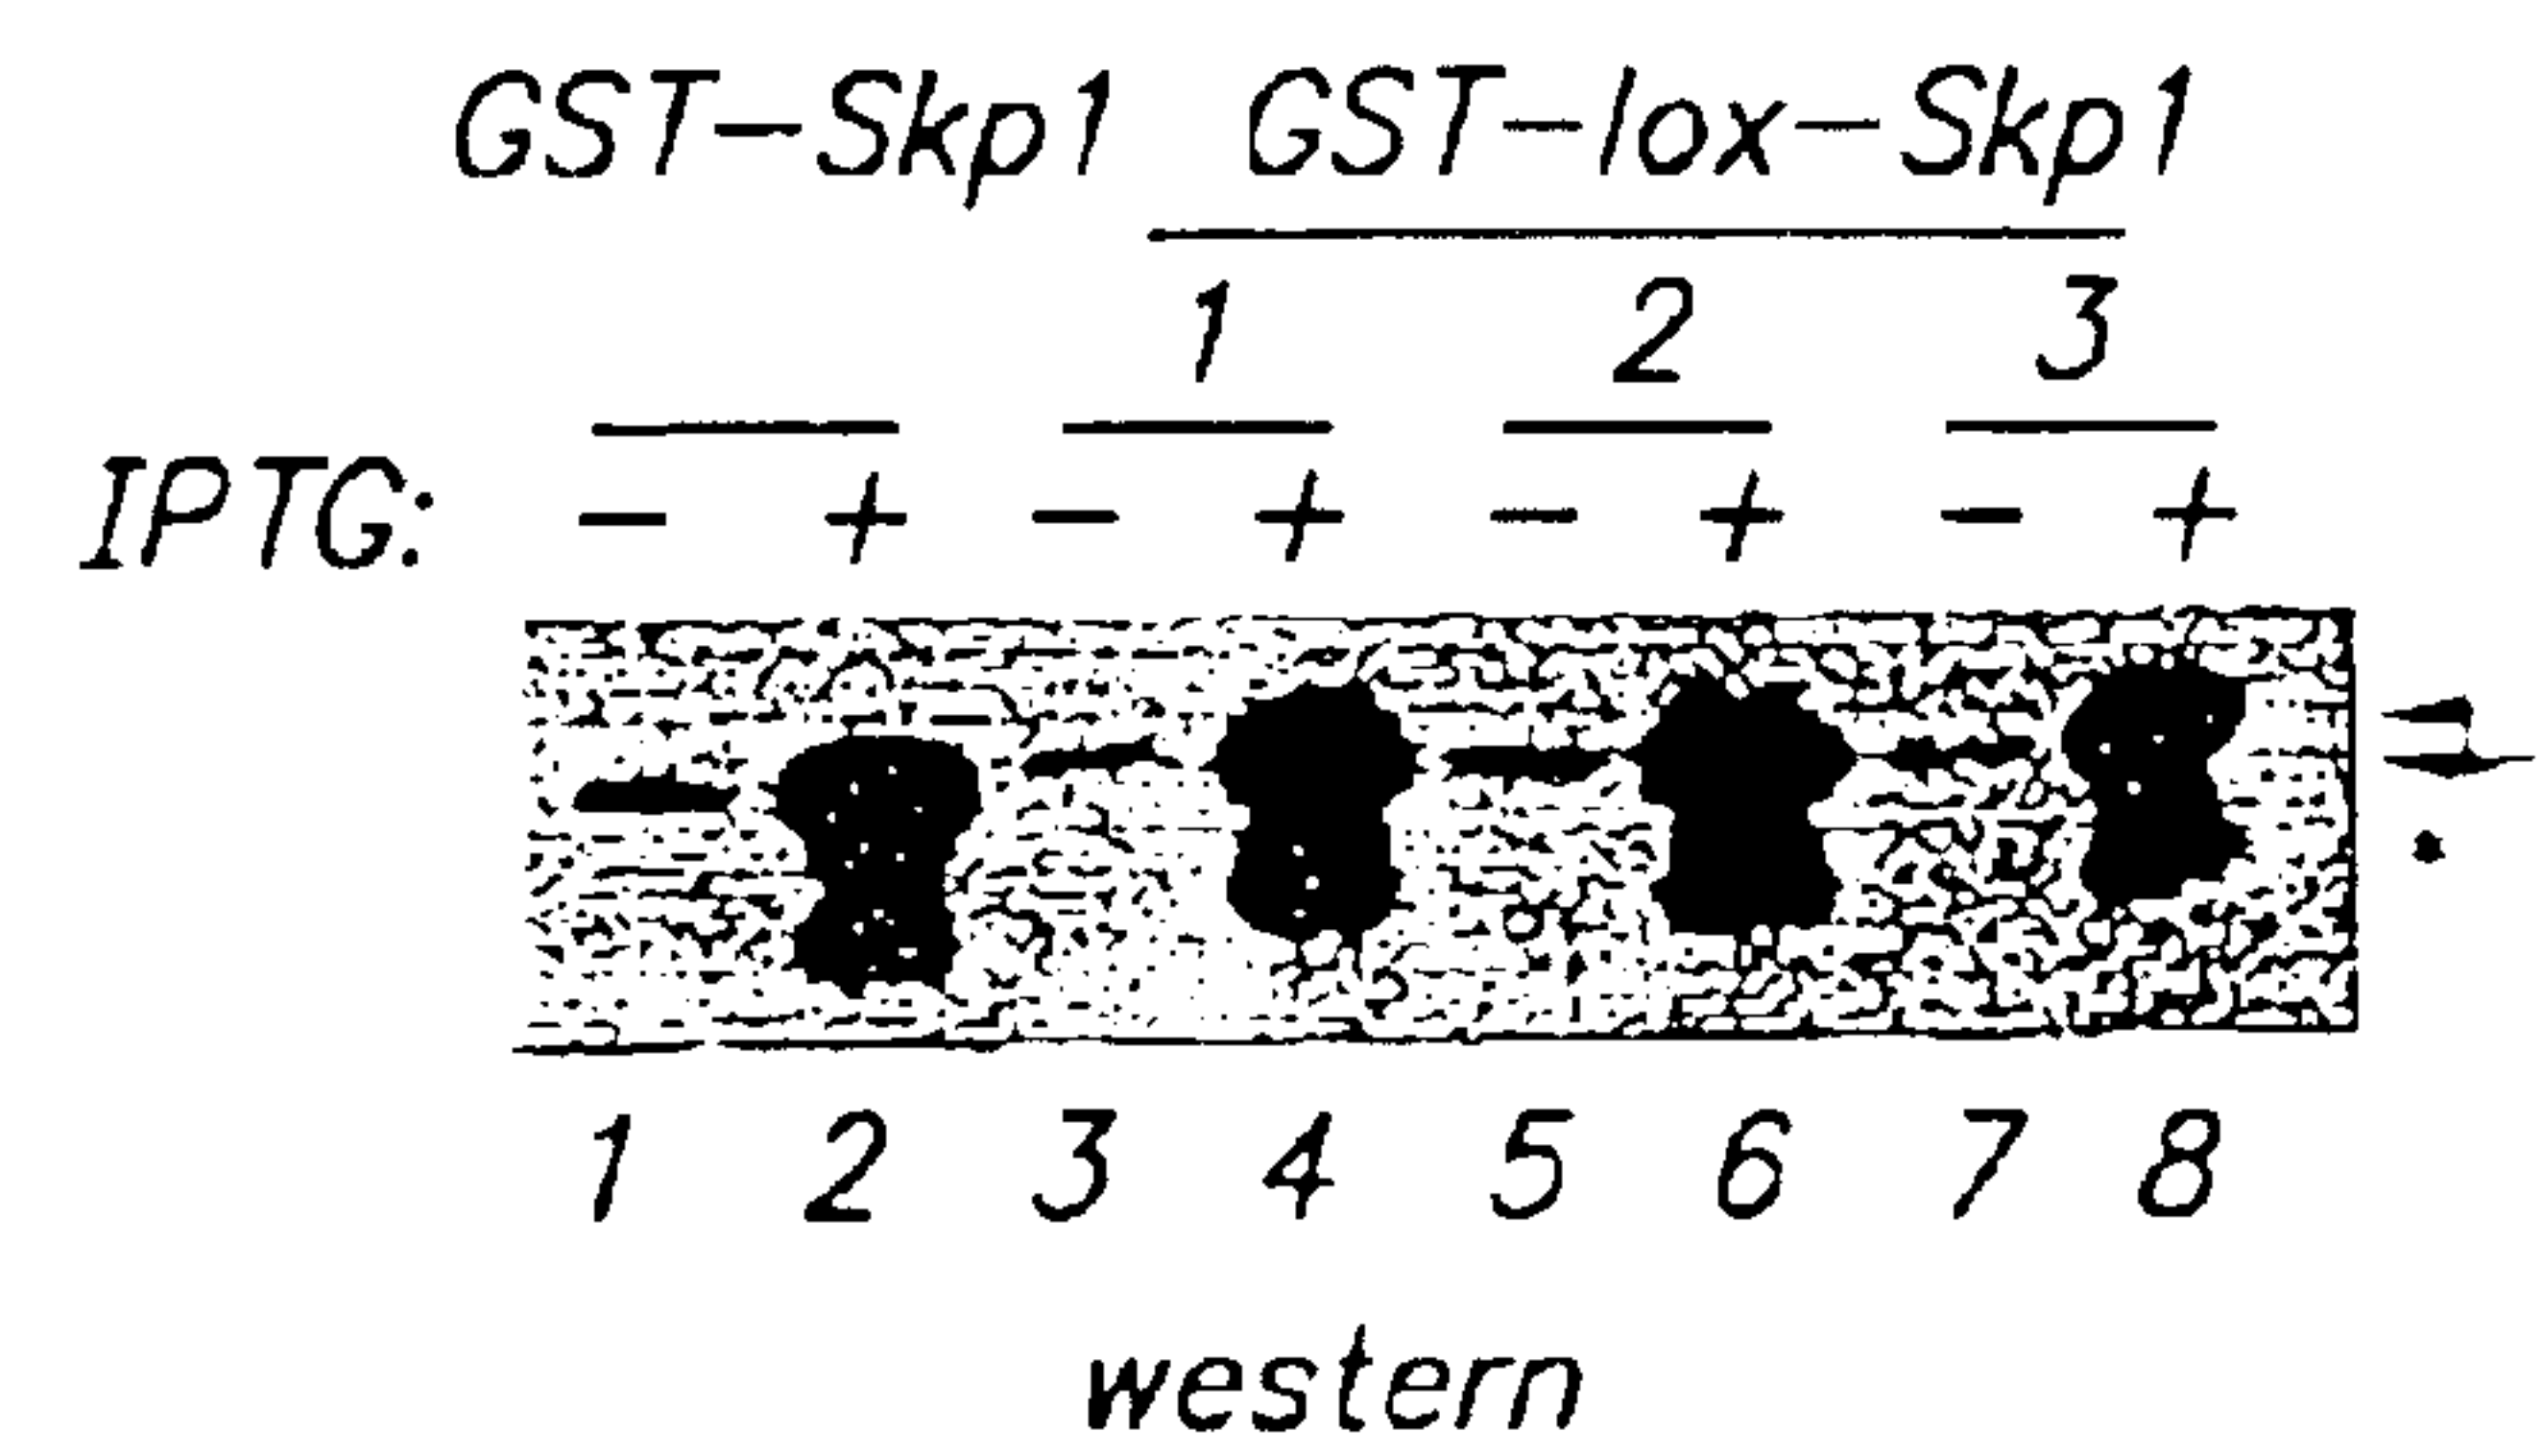 GST-Skp1 GST-lox-Skp1
1 2 3
IPTG: - + - + - + - +
1 2 3 4 5 6 7 8
western